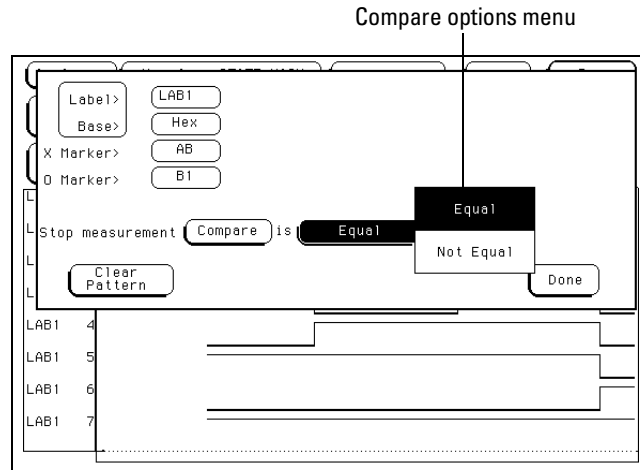 Compare options menu
Label> LAB1
Base> Hex
X Marker> AB
O Marker> B1
Stop measurement Compare is Equal
Equal
Not Equal
Clear
Pattern
Done
LAB1 4
LAB1 5
LAB1 6
LAB1 7